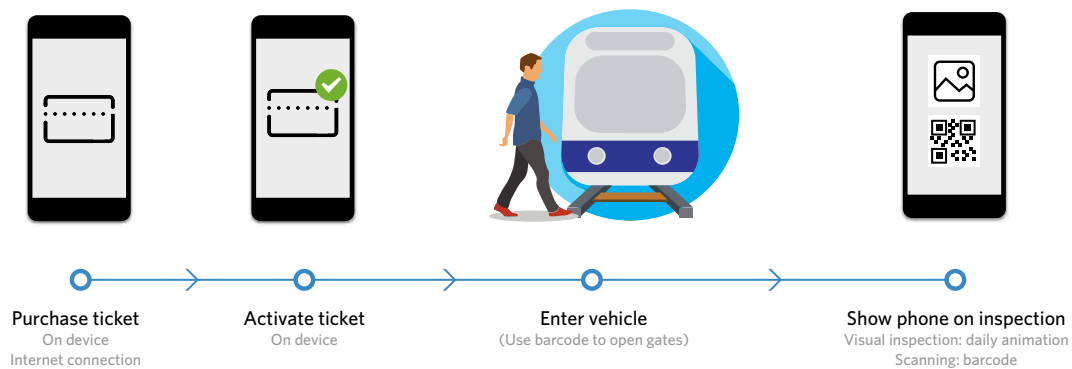 Purchase ticket
On device
Internet connection
Activate ticket
On device
Enter vehicle
(Use barcode to open gates)
Show phone on inspection
Visual inspection: daily animation
Scanning: barcode